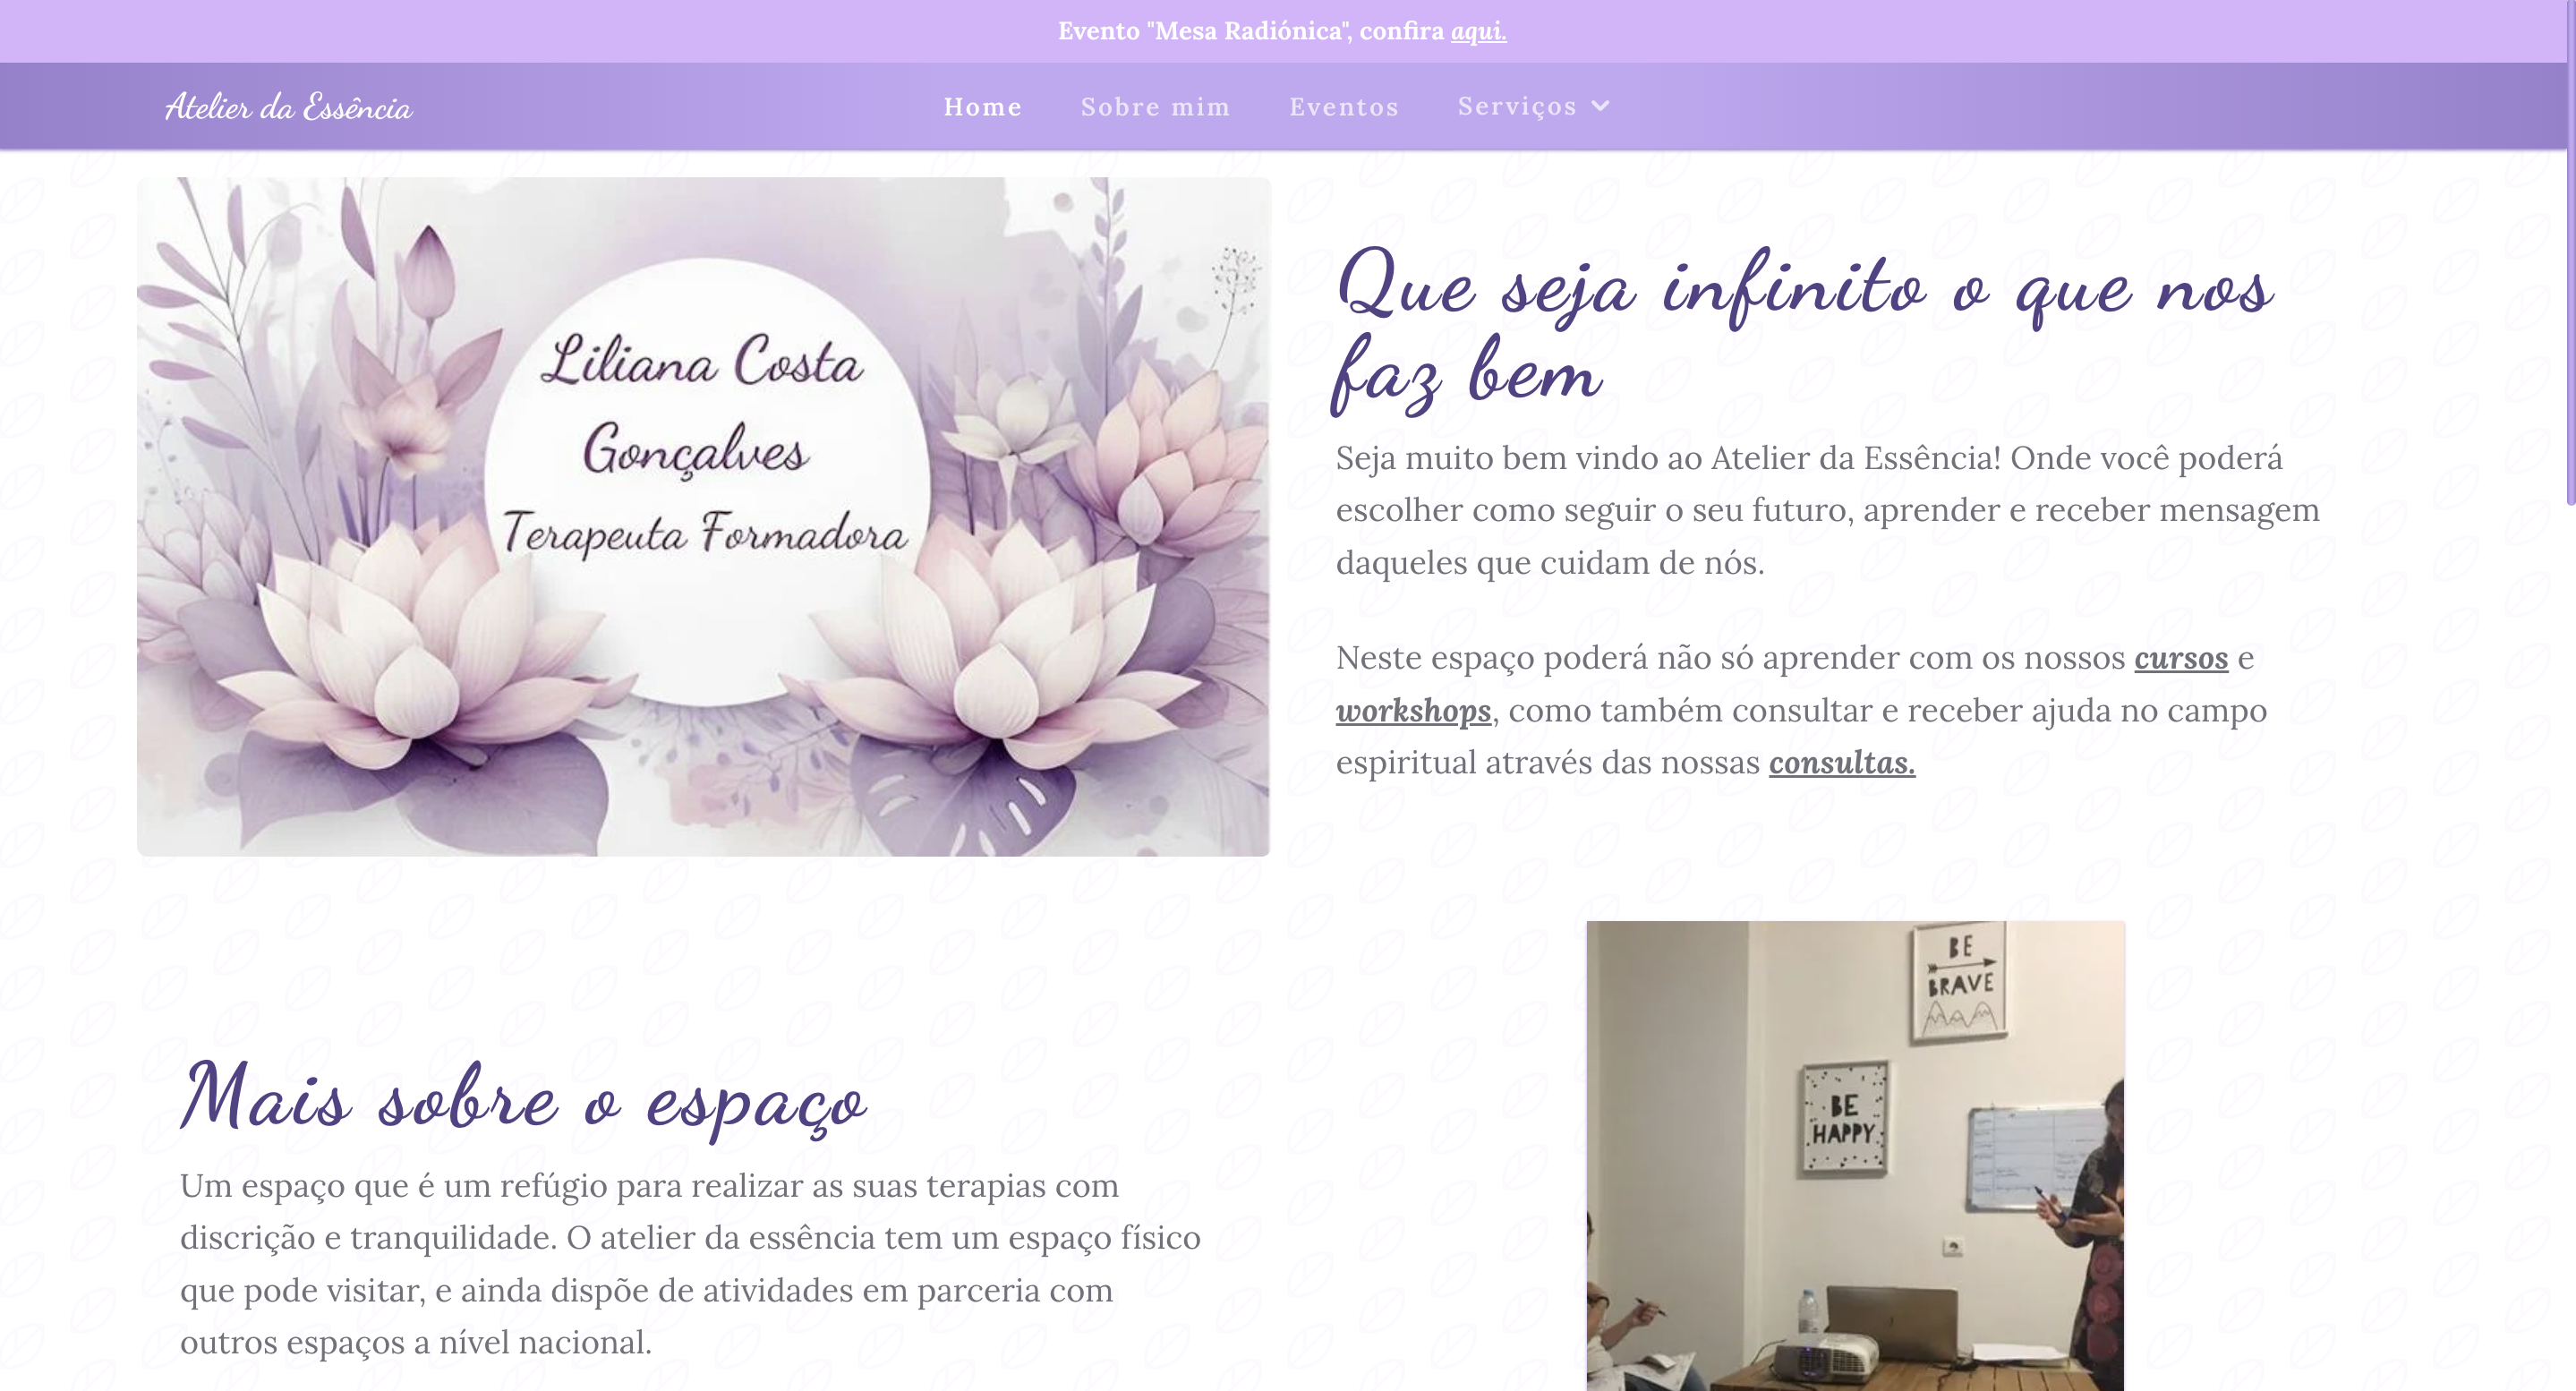 Evento "Mesa Radiónica", confira aqui.
Atelier da Essência
Home Sobre mim Eventos Serviços
Liliana Costa
Gonçalves
Terapeuta Formadora
Que seja infinito o que nos
faz bem
Seja muito bem vindo ao Atelier da Essência! Onde você poderá
escolher como seguir o seu futuro, aprender e receber mensagem
daqueles que cuidam de nós.
Neste espaço poderá não só aprender com os nossos cursos e
workshops, como também consultar e receber ajuda no campo
espiritual através das nossas consultas.
Mais sobre o espaço
Um espaço que é um refúgio para realizar as suas terapias com
discrição e tranquilidade. O atelier da essência tem um espaço físico
que pode visitar, e ainda dispõe de atividades em parceria com
outros espaços a nível nacional.
BE
BRAVE
BE
HAPPY